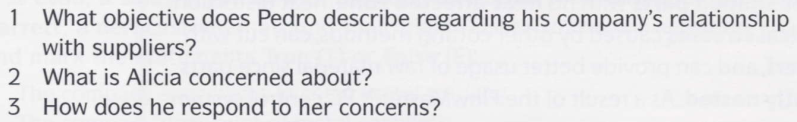 1 What objective does Pedro describe regarding his company's relationship
with suppliers?
2 What is Alicia concerned about?
3 How does he respond to her concerns?